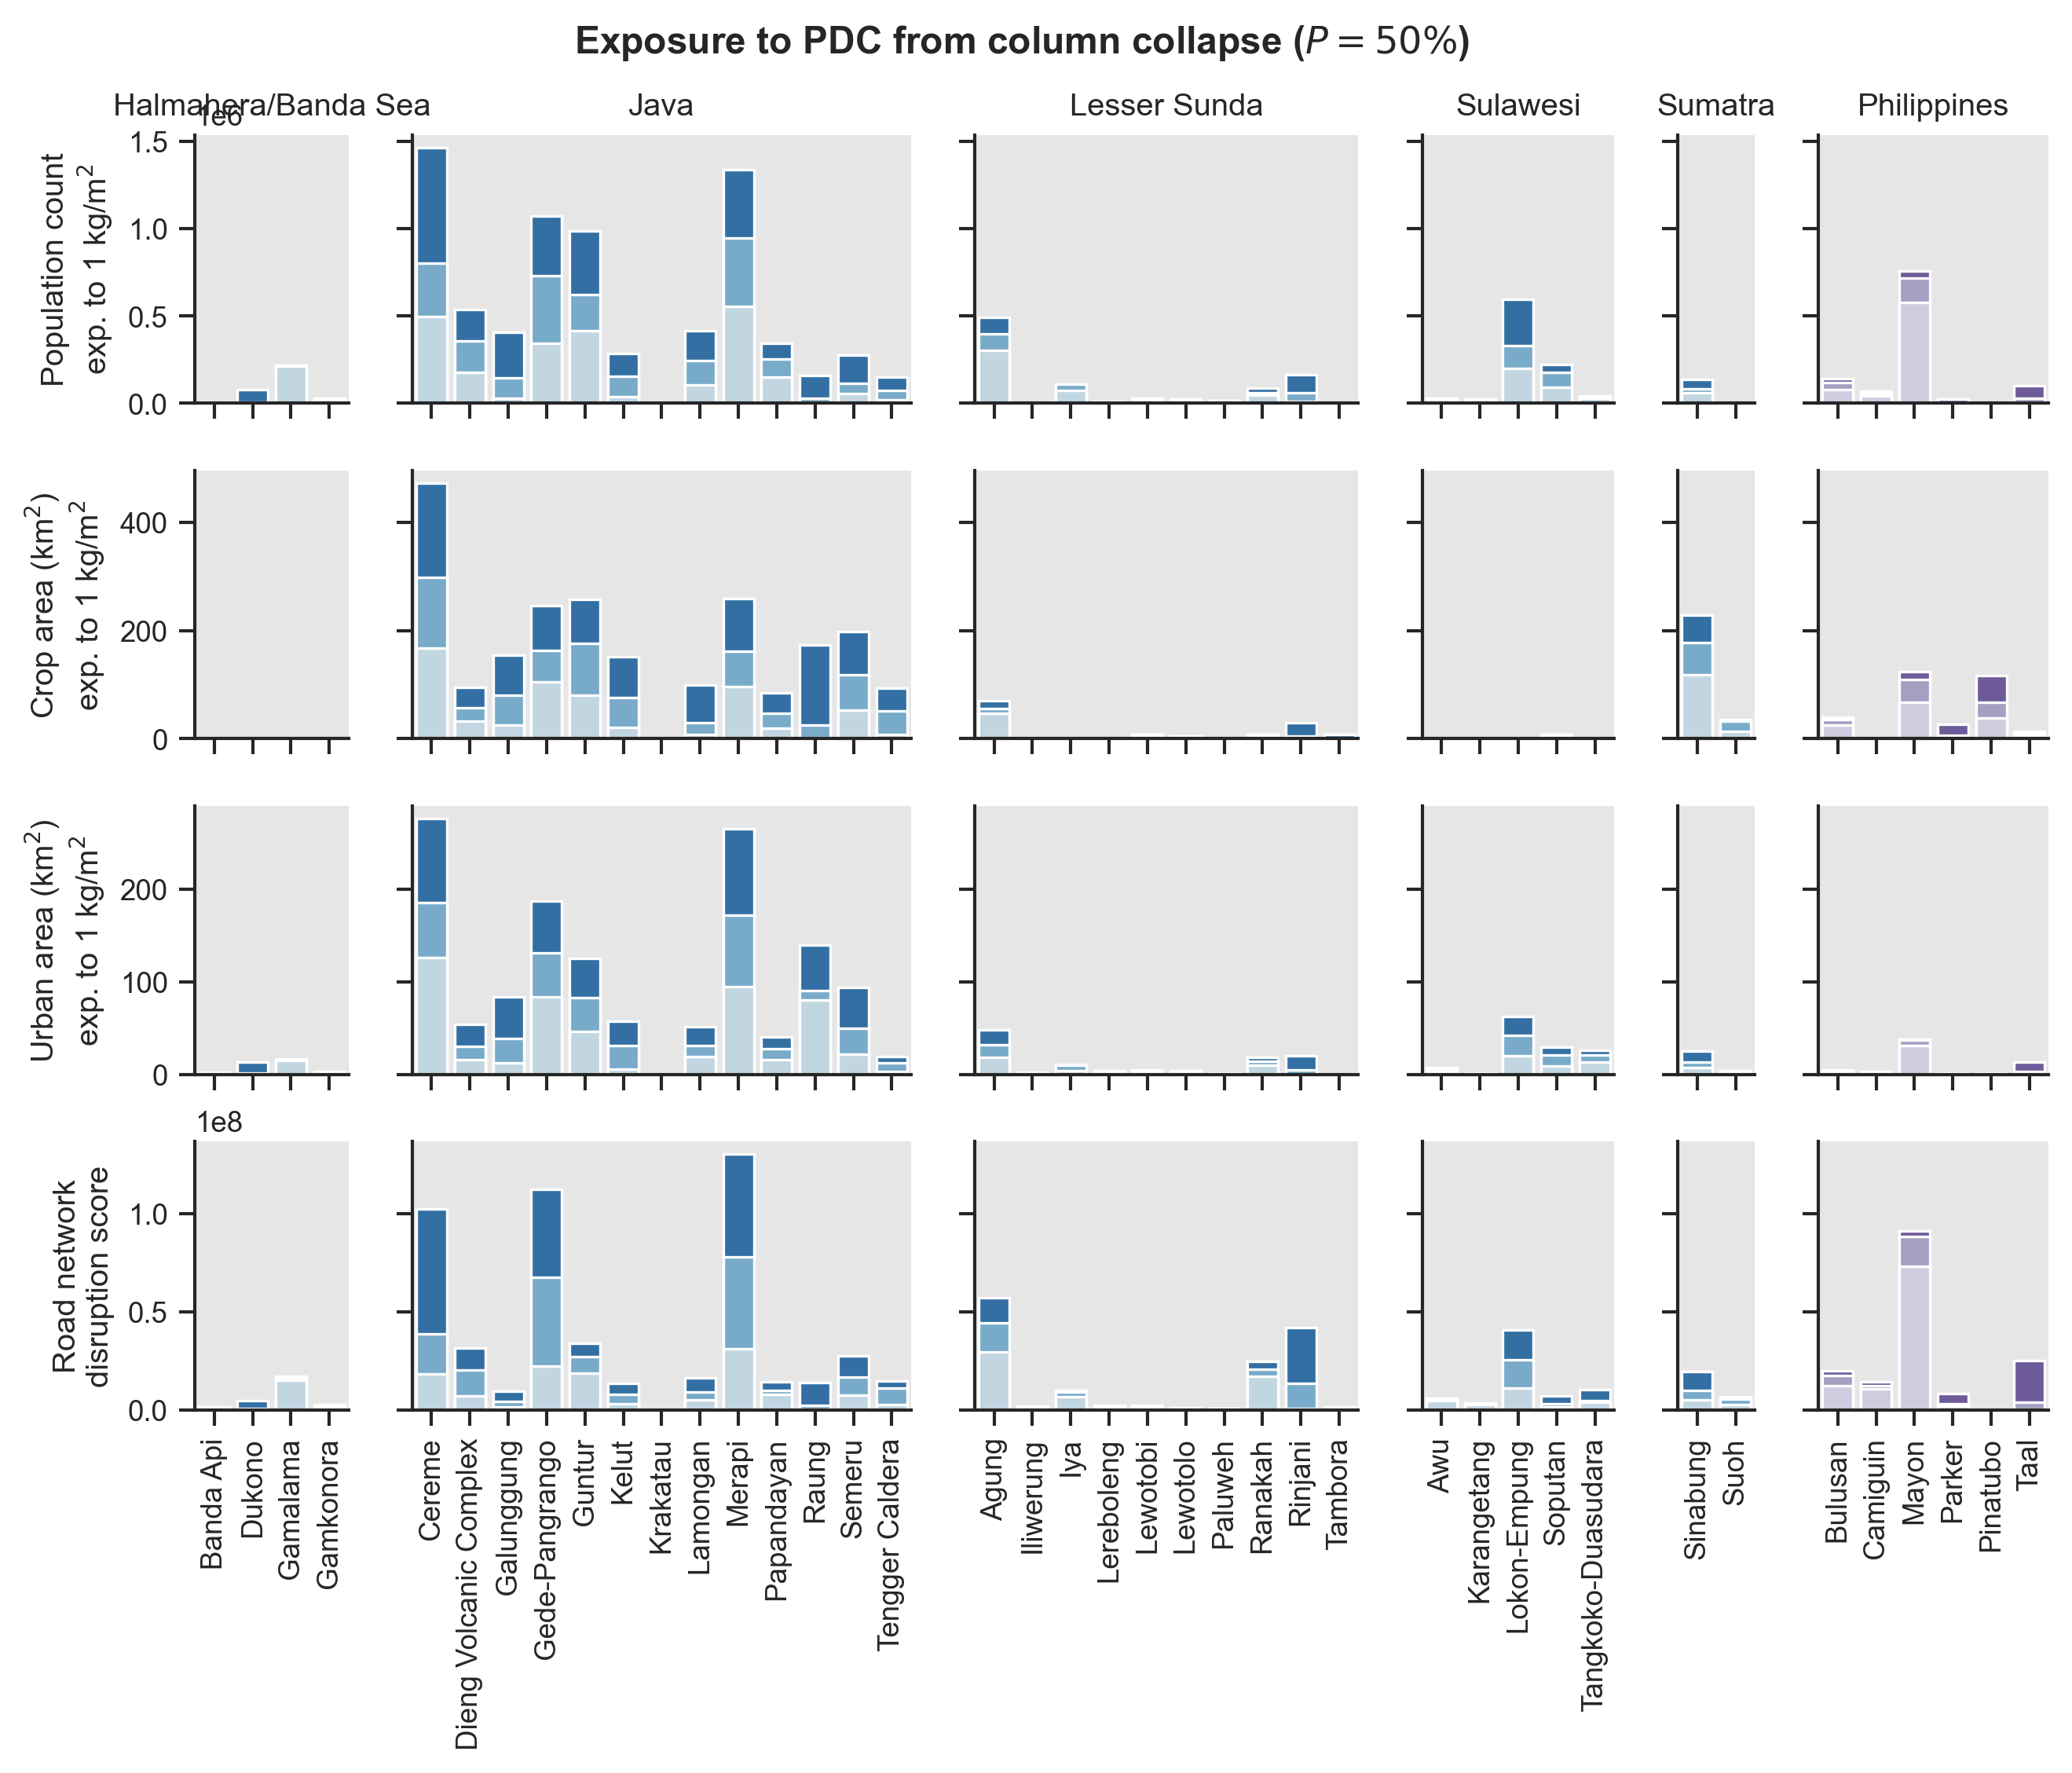 Exposure to PDC from column collapse (P = 50%)
Halmahera/Banda Sea
Java
Lesser Sunda
Sulawesi
Sumatra
Philippines
1e6
Population count
exp. to 1 kg/m²
1.5
1.0
0.5
0.0
Crop area (km²)
exp. to 1 kg/m²
400
200
0
Urban area (km²)
exp. to 1 kg/m²
200
100
0
1e8
Road network
disruption score
1.0
0.5
0.0
Banda Api
Dukono
Gamalama
Gamkonora
Cereme
Dieng Volcanic Complex
Galunggung
Gede-Pangrango
Guntur
Kelut
Krakatau
Lamongan
Merapi
Papandayan
Raung
Semeru
Tengger Caldera
Agung
Iliwerung
Iya
Lereboleng
Lewotobi
Lewotolo
Paluweh
Ranakah
Rinjani
Tambora
Awu
Karangetang
Lokon-Empung
Soputan
Tangkoko-Duasudara
Sinabung
Suoh
Bulusan
Camiguin
Mayon
Parker
Pinatubo
Taal